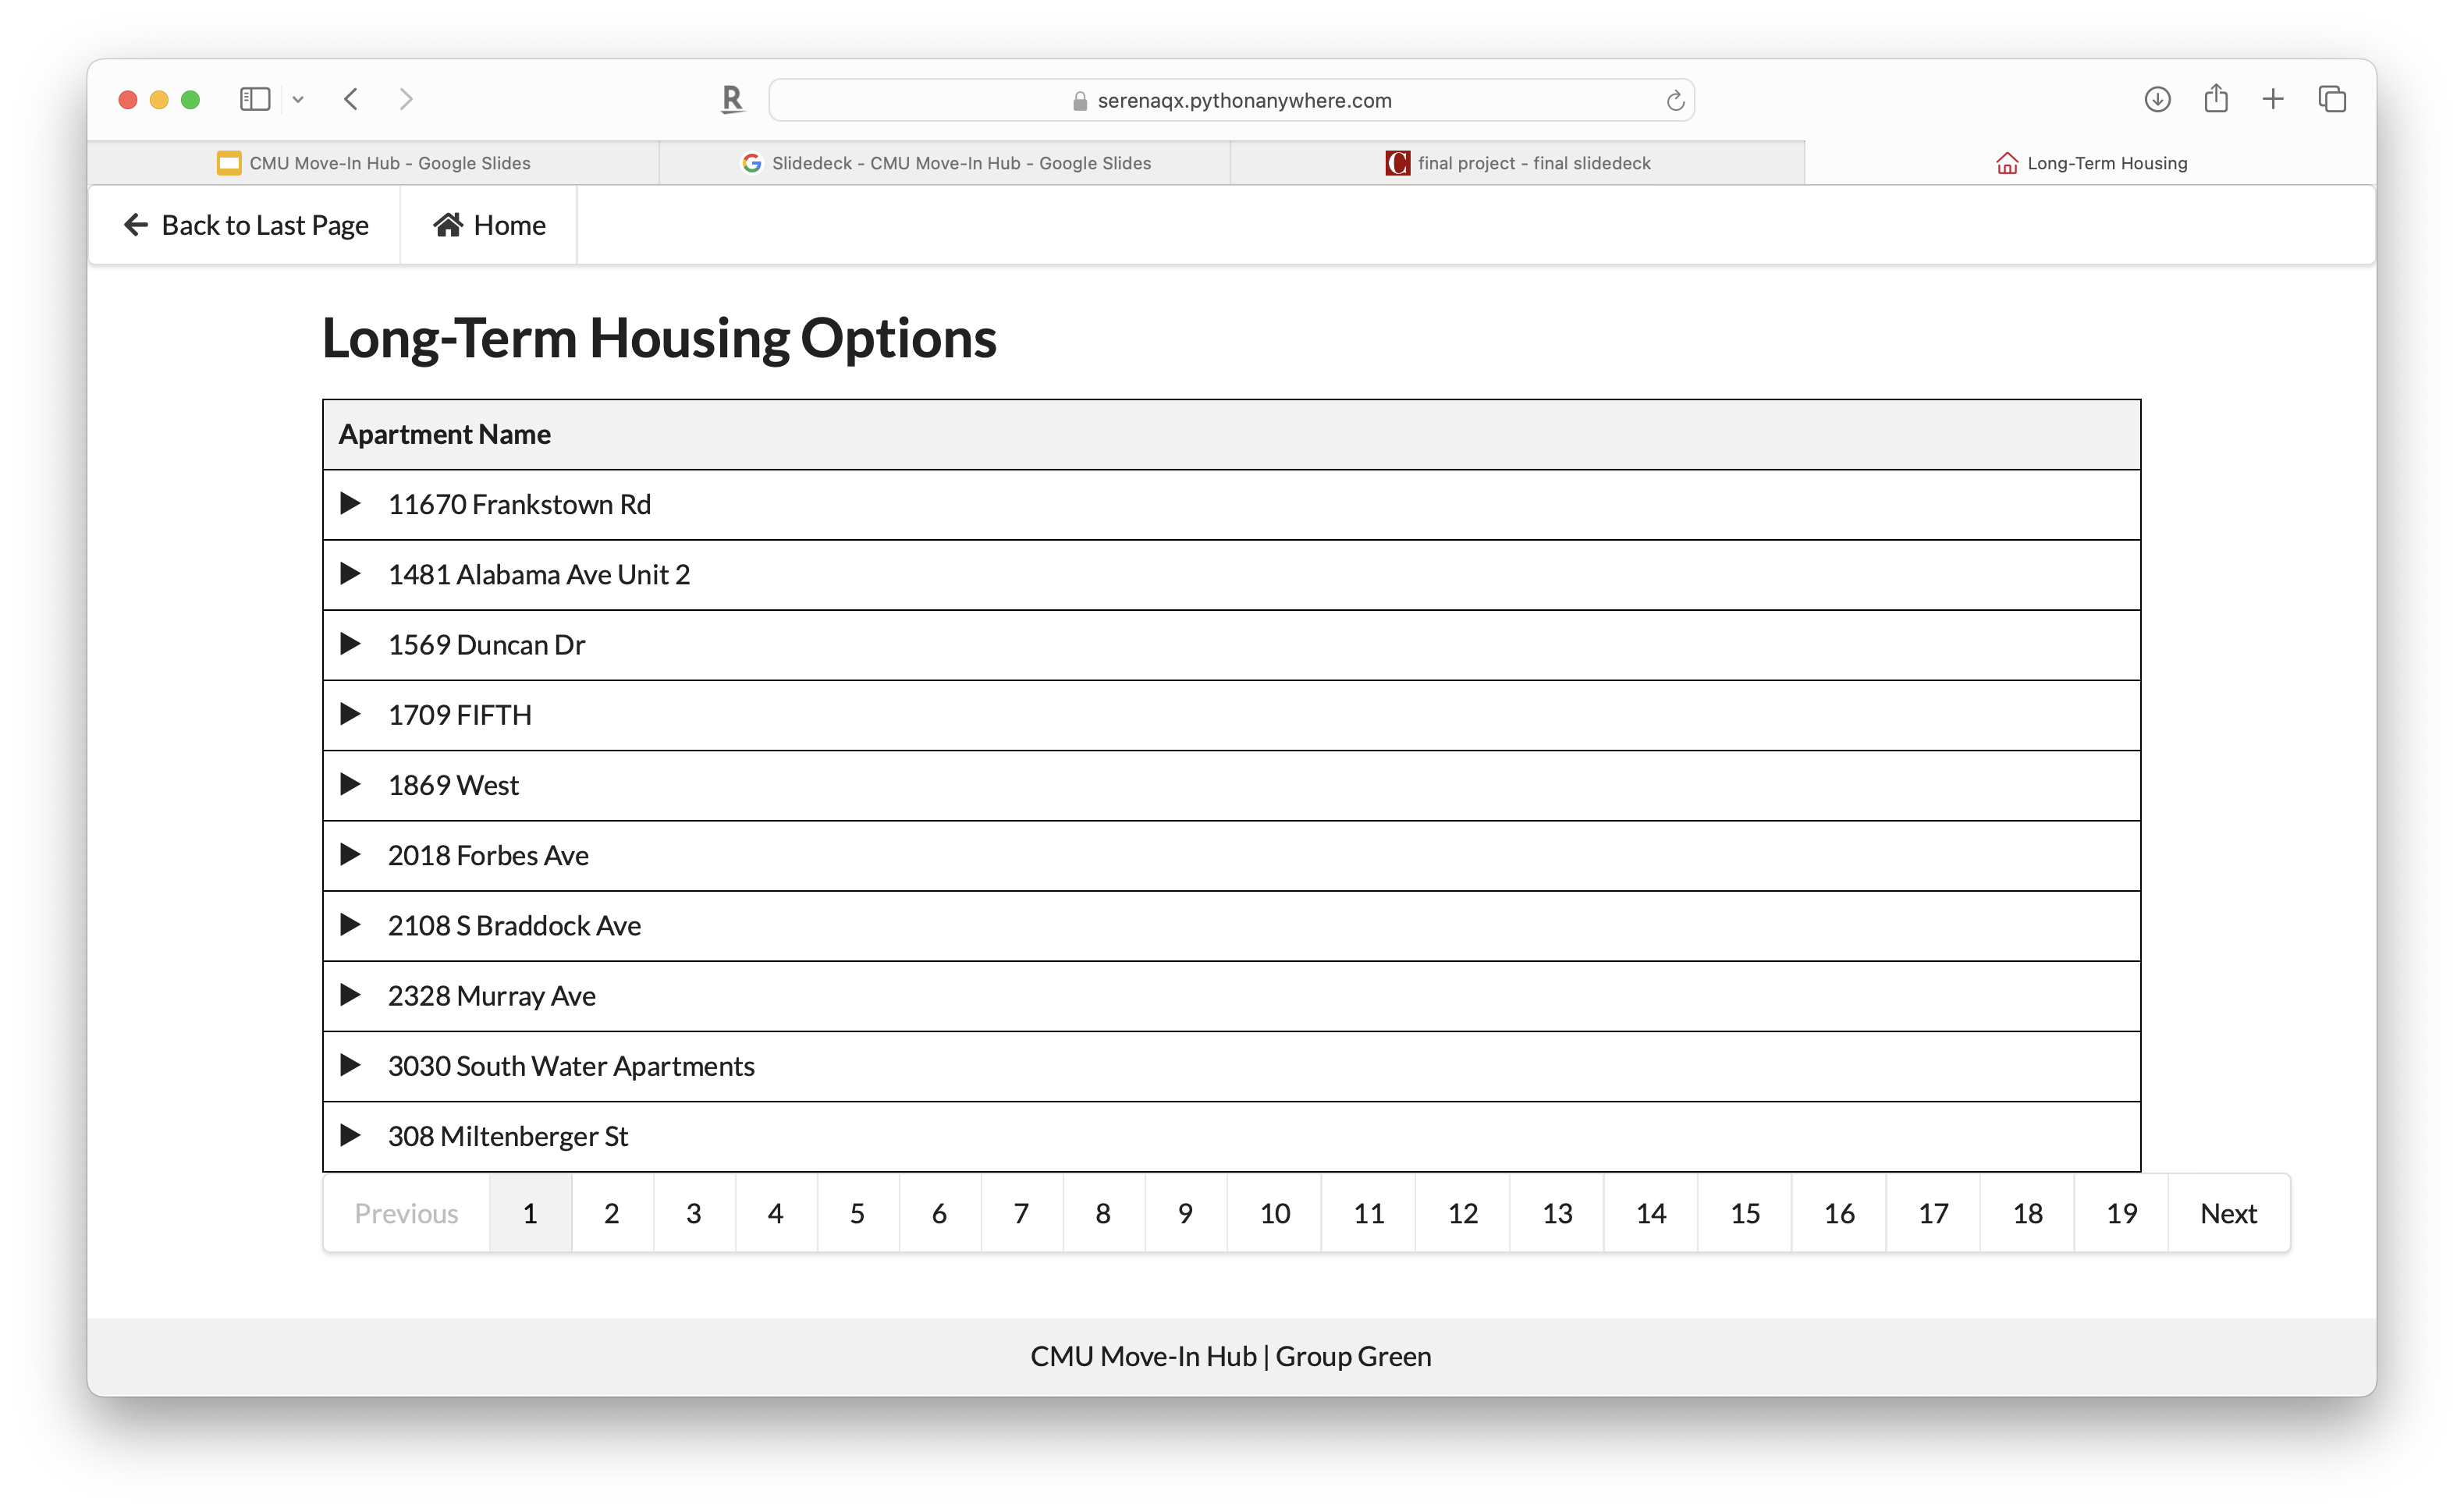 R serenaqx.pythonanywhere.com
CMU Move-In Hub - Google Slides Slidedeck - CMU Move-In Hub - Google Slides C final project - final slidedeck Long-Term Housing
Back to Last Page Home
Long-Term Housing Options
Apartment Name
11670 Frankstown Rd
1481 Alabama Ave Unit 2
1569 Duncan Dr
1709 FIFTH
1869 West
2018 Forbes Ave
2108 S Braddock Ave
2328 Murray Ave
3030 South Water Apartments
308 Miltenberger St
Previous 1 2 3 4 5 6 7 8 9 10 11 12 13 14 15 16 17 18 19 Next
CMU Move-In Hub | Group Green